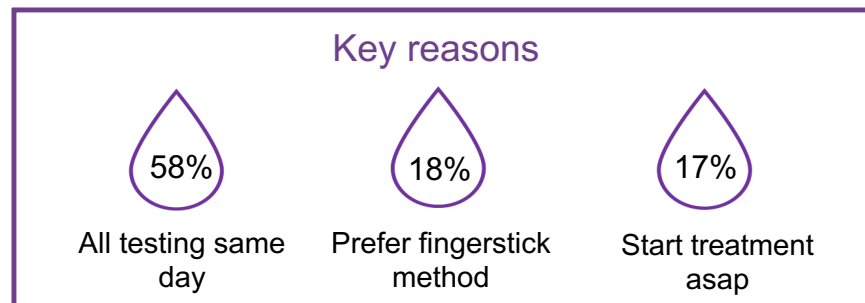 Key reasons
58%
18%
17%
All testing same
day
Prefer fingerstick
method
Start treatment
asap